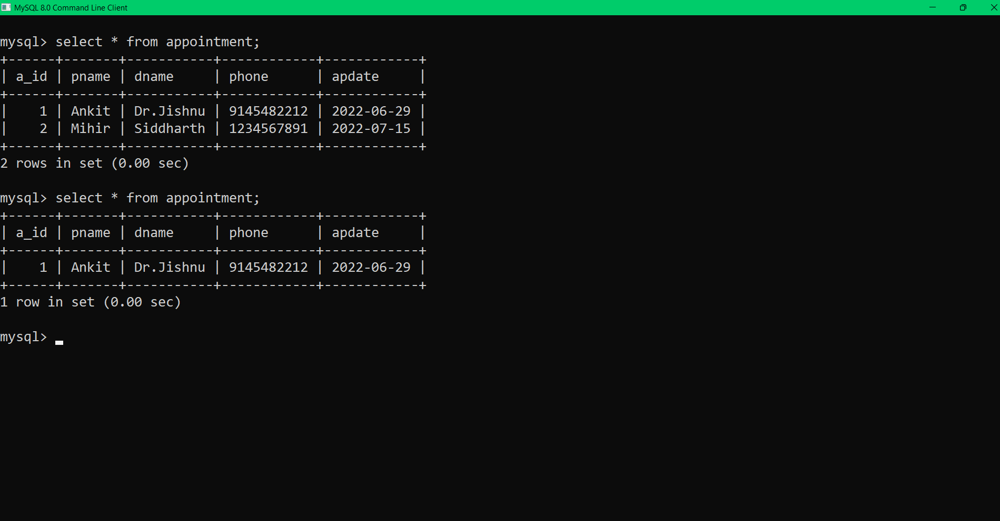 MySQL 8.0 Command Line Client
mysql> select * from appointment;
+------+-------+-----------+------------+------------+
| a_id | pname | dname     | phone      | apdate     |
+------+-------+-----------+------------+------------+
|    1 | Ankit | Dr.Jishnu | 9145482212 | 2022-06-29 |
|    2 | Mihir | Siddharth | 1234567891 | 2022-07-15 |
+------+-------+-----------+------------+------------+
2 rows in set (0.00 sec)
mysql> select * from appointment;
+------+-------+-----------+------------+------------+
| a_id | pname | dname     | phone      | apdate     |
+------+-------+-----------+------------+------------+
|    1 | Ankit | Dr.Jishnu | 9145482212 | 2022-06-29 |
+------+-------+-----------+------------+------------+
1 row in set (0.00 sec)
mysql>